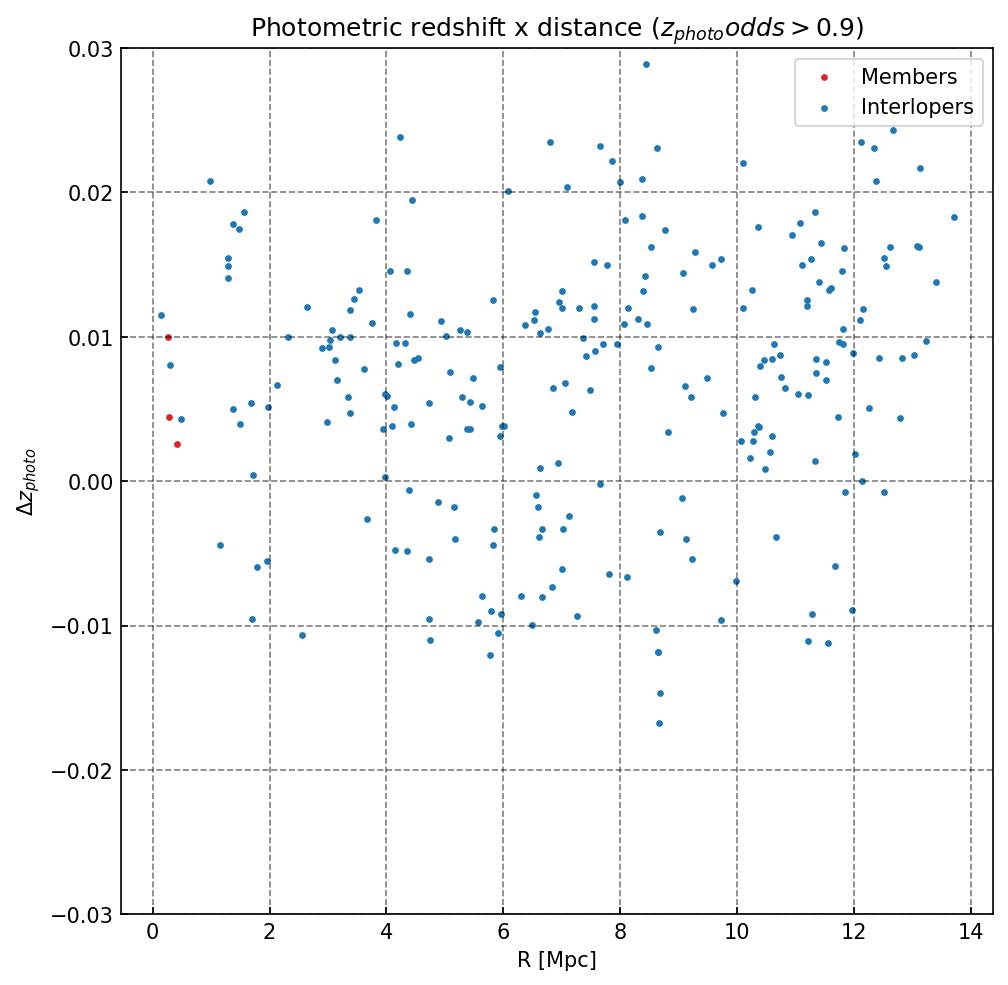 Photometric redshift x distance (z_photo odds > 0.9)
Members
Interlopers
0.03
0.02
0.01
0.00
−0.01
−0.02
−0.03
Δz_photo
0 2 4 6 8 10 12 14
R [Mpc]